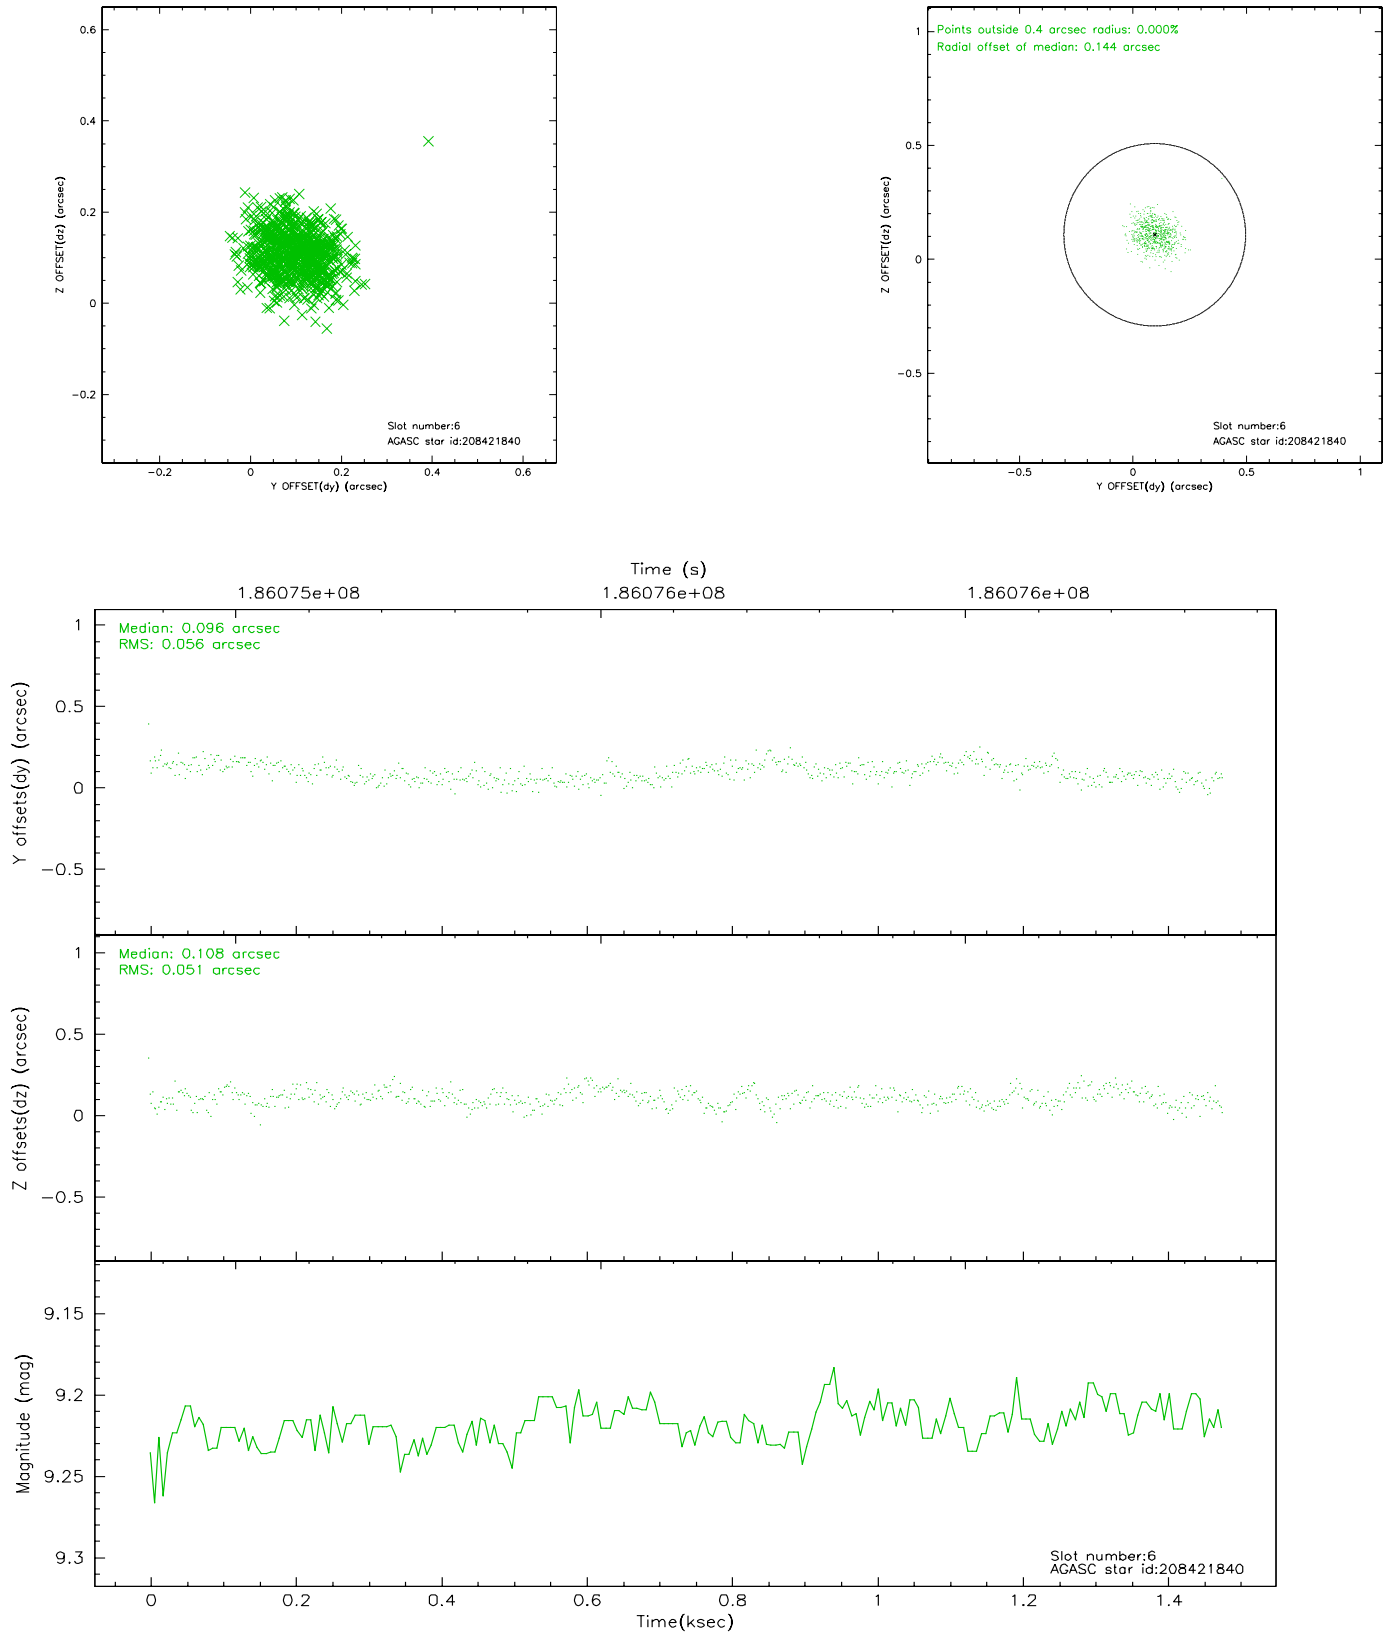 0.6
0.4
0.2
0
−0.2
Z OFFSET(dz) (arcsec)
Slot number:6
AGASC star id:208421840
−0.2 0 0.2 0.4 0.6
Y OFFSET(dy) (arcsec)
Points outside 0.4 arcsec radius: 0.000%
Radial offset of median: 0.144 arcsec
1
0.5
0
−0.5
Z OFFSET(dz) (arcsec)
Slot number:6
AGASC star id:208421840
−0.5 0 0.5 1
Y OFFSET(dy) (arcsec)
Time (s)
1.86075e+08 1.86076e+08 1.86076e+08
Median: 0.096 arcsec
RMS: 0.056 arcsec
1
0.5
0
−0.5
Y offsets(dy) (arcsec)
Median: 0.108 arcsec
RMS: 0.051 arcsec
1
0.5
0
−0.5
Z offsets(dz) (arcsec)
9.15
9.2
9.25
9.3
Magnitude (mag)
Slot number:6
AGASC star id:208421840
0 0.2 0.4 0.6 0.8 1 1.2 1.4
Time(ksec)